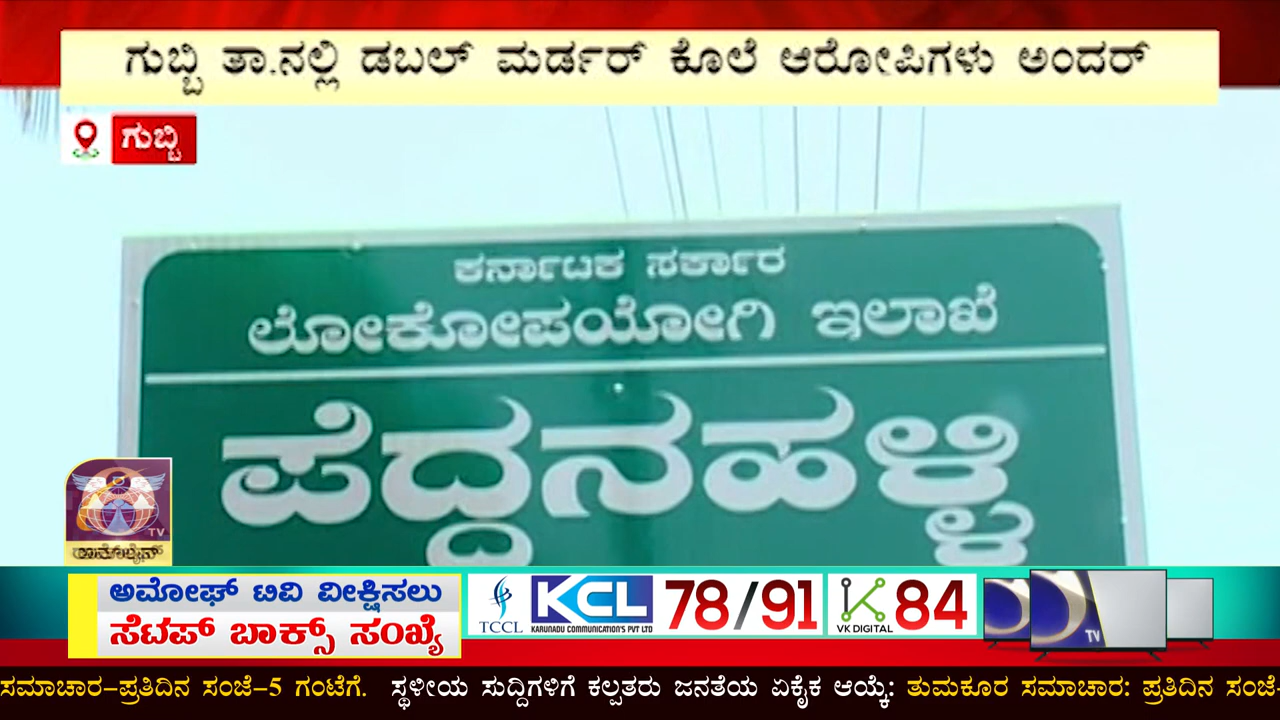 ಗುಬ್ಬಿ ತಾ.ನಲ್ಲಿ ಡಬಲ್ ಮರ್ಡರ್ ಕೊಲೆ ಆರೋಪಿಗಳು ಅಂದರ್
ಗುಬ್ಬಿ
ಕರ್ನಾಟಕ ಸರ್ಕಾರ
ಲೋಕೋಪಯೋಗಿ ಇಲಾಖೆ
ಪೆದ್ದನಹಳ್ಳಿ
TV
ಅಮೋಘ್ ಟಿವಿ ವೀಕ್ಷಿಸಲು
ಸೆಟಪ್ ಬಾಕ್ಸ್ ಸಂಖ್ಯೆ
TCCL
KCL
KARUNADU COMMUNICATION'S PVT LTD
78/91
VK DIGITAL
84
TV
ಸಮಾಚಾರ-ಪ್ರತಿದಿನ ಸಂಜೆ-5 ಗಂಟೆಗೆ. ಸ್ಥಳೀಯ ಸುದ್ದಿಗಳಿಗೆ ಕಲ್ಪತರು ಜನತೆಯ ಏಕೈಕ ಆಯ್ಕೆ: ತುಮಕೂರ ಸಮಾಚಾರ: ಪ್ರತಿದಿನ ಸಂಜೆ-